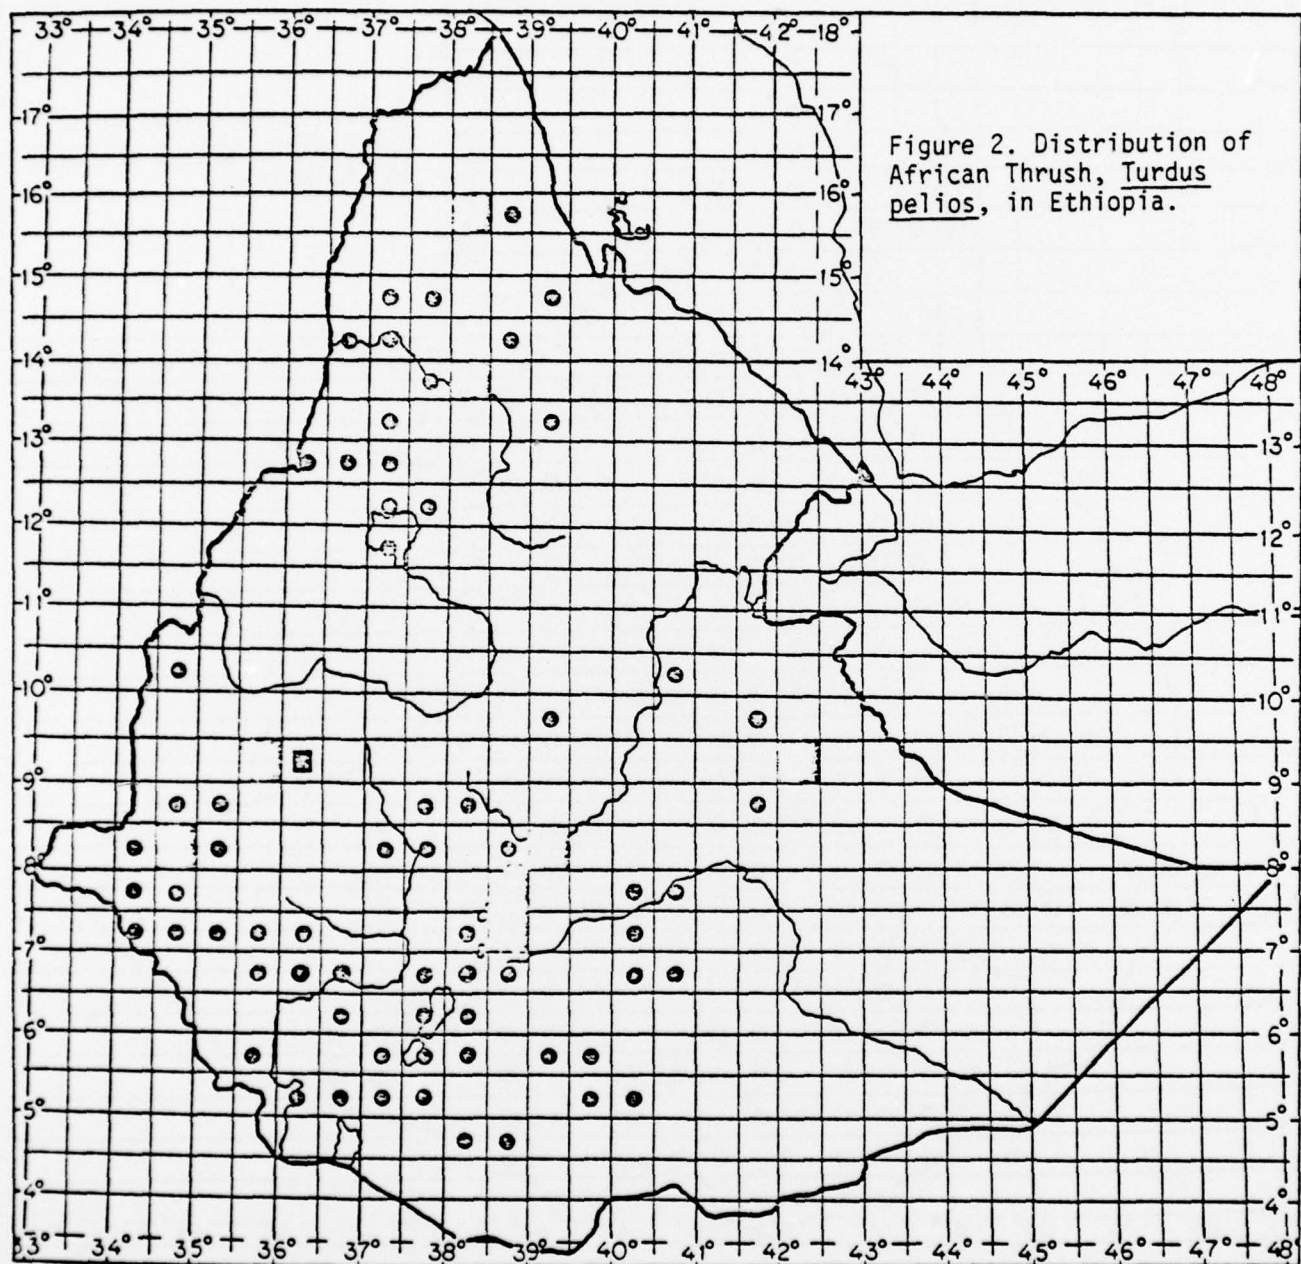 33° 34° 35° 36° 37° 38° 39° 40° 41° 42° 18°
17° 17°
Figure 2. Distribution of
African Thrush, Turdus
pelios, in Ethiopia.
16° 16°
15° 15°
14° 14°
43° 44° 45° 46° 47° 48°
13° 13°
12° 12°
11° 11°
10° 10°
9° 9°
8° 8°
7° 7°
6° 6°
5° 5°
4° 4°
33° 34° 35° 36° 37° 38° 39° 40° 41° 42° 43° 44° 45° 46° 47° 48°